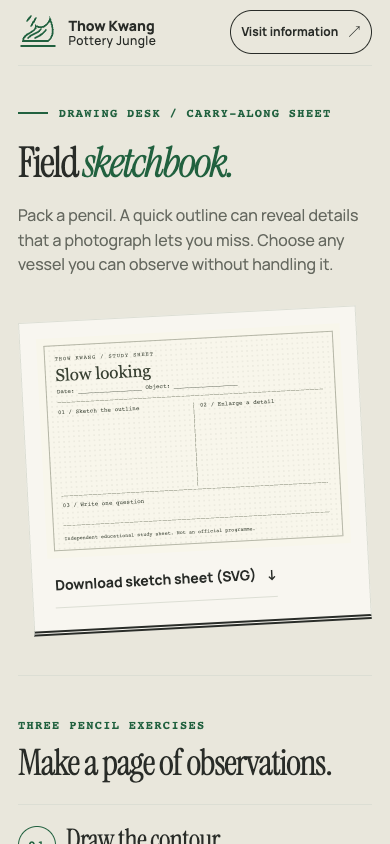 Thow Kwang
Pottery Jungle
Visit information ↗
DRAWING DESK / CARRY-ALONG SHEET
Field sketchbook.
Pack a pencil. A quick outline can reveal details
that a photograph lets you miss. Choose any
vessel you can observe without handling it.
THOW KWANG / STUDY SHEET
Slow looking
Date: ____________________ Object: ____________________
01 / Sketch the outline
02 / Enlarge a detail
03 / Write one question
Independent educational study sheet. Not an official programme.
Download sketch sheet (SVG) ↓
THREE PENCIL EXERCISES
Make a page of observations.
01
Draw the contour